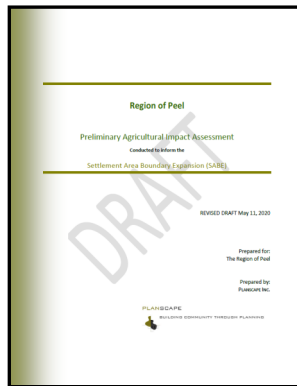 Region of Peel
Preliminary Agricultural Impact Assessment
Conducted to Inform the
Settlement Area Boundary Expansion (SABE)
DRAFT
REVISED DRAFT May 11, 2020
Prepared for:
The Region of Peel
Prepared by:
PLANSCAPE INC.
PLANSCAPE
BUILDING COMMUNITY THROUGH PLANNING